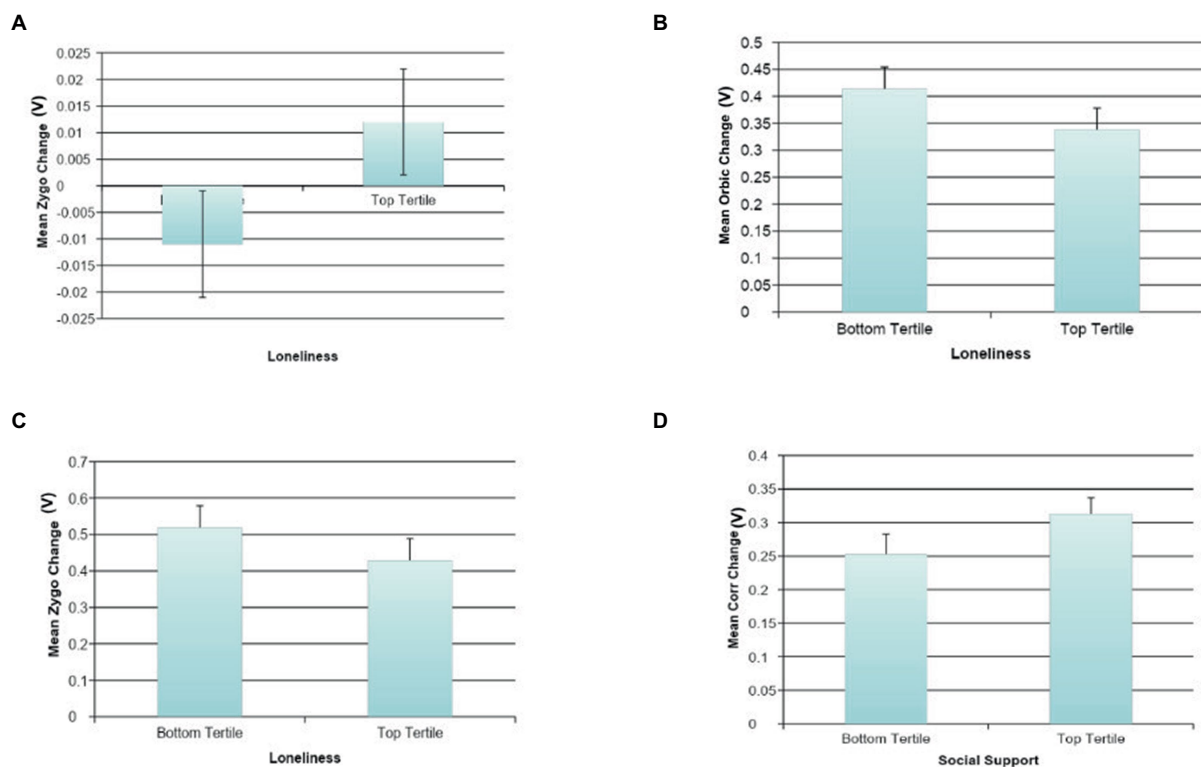 A
Mean Zygo Change (V)
0.025
0.02
0.015
0.01
0.005
0
-0.005
-0.01
-0.015
-0.02
-0.025
Top Tertile
Loneliness
B
Mean Orbic Change (V)
0.5
0.45
0.4
0.35
0.3
0.25
0.2
0.15
0.1
0.05
0
Bottom Tertile Top Tertile
Loneliness
C
Mean Zygo Change (V)
0.7
0.6
0.5
0.4
0.3
0.2
0.1
0
Bottom Tertile Top Tertile
Loneliness
D
Mean Corr Change (V)
0.4
0.35
0.3
0.25
0.2
0.15
0.1
0.05
0
Bottom Tertile Top Tertile
Social Support